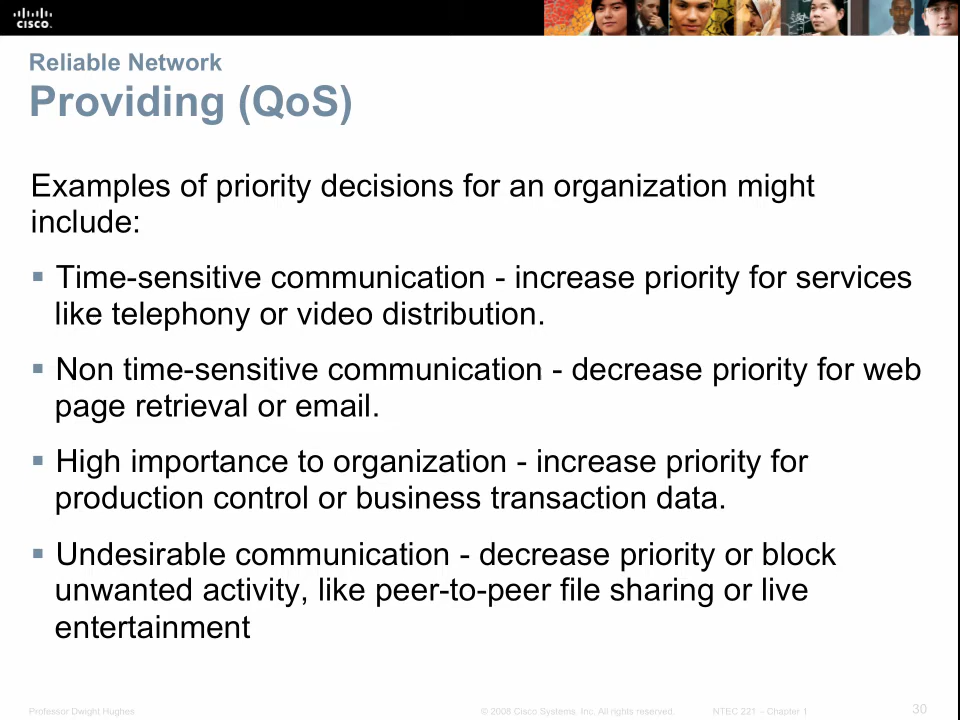 CISCO
Reliable Network
Providing (QoS)
Examples of priority decisions for an organization might
include:
▪ Time-sensitive communication - increase priority for services
like telephony or video distribution.
▪ Non time-sensitive communication - decrease priority for web
page retrieval or email.
▪ High importance to organization - increase priority for
production control or business transaction data.
▪ Undesirable communication - decrease priority or block
unwanted activity, like peer-to-peer file sharing or live
entertainment
Professor Dwight Hughes © 2008 Cisco Systems, Inc. All rights reserved. NTEC 221 - Chapter 1 30